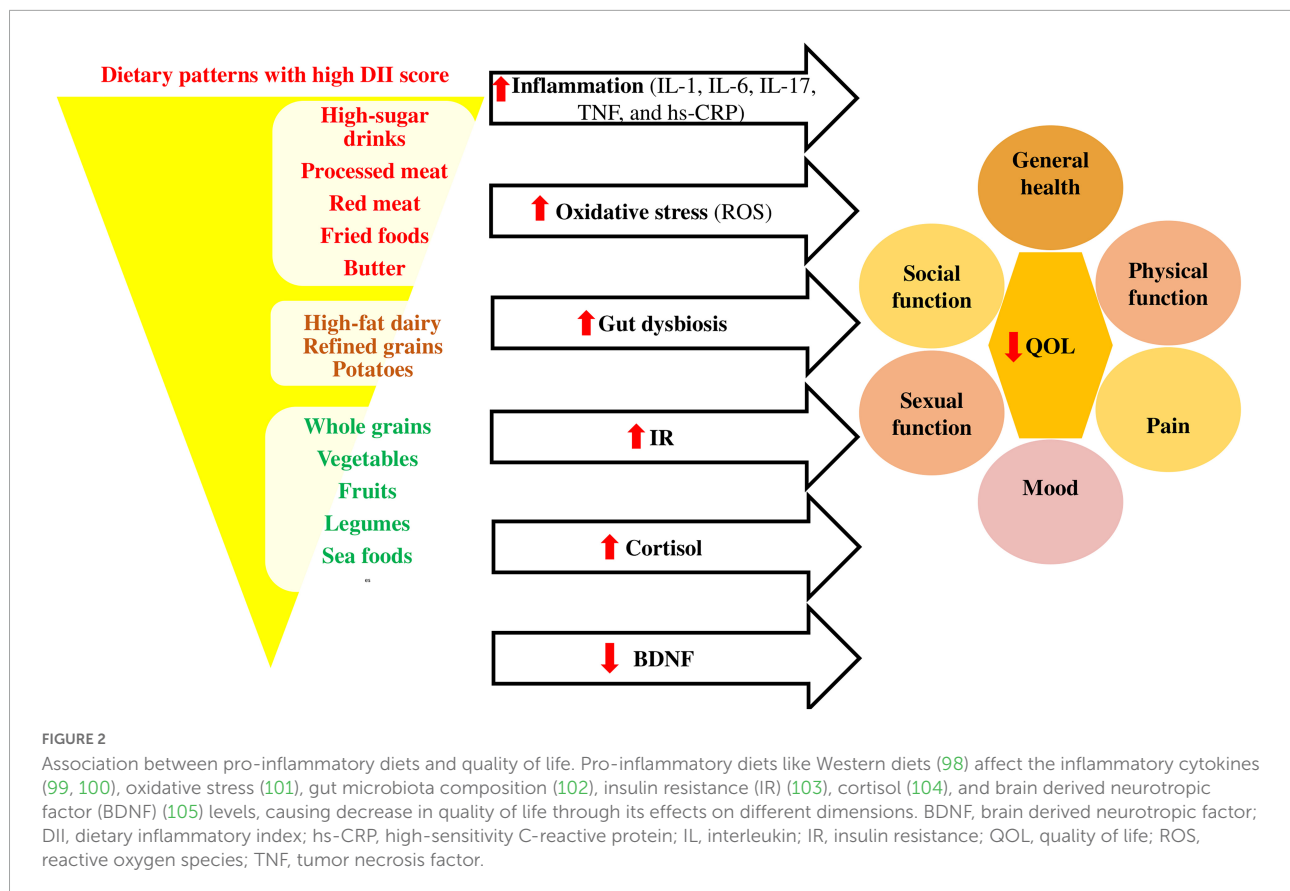 Dietary patterns with high DII score
High-sugar
drinks
Processed meat
Red meat
Fried foods
Butter
High-fat dairy
Refined grains
Potatoes
Whole grains
Vegetables
Fruits
Legumes
Sea foods
Inflammation (IL-1, IL-6, IL-17,
TNF, and hs-CRP)
Oxidative stress (ROS)
Gut dysbiosis
IR
Cortisol
BDNF
General
health
Social
function
Physical
function
QOL
Sexual
function
Pain
Mood
FIGURE 2
Association between pro-inflammatory diets and quality of life. Pro-inflammatory diets like Western diets (98) affect the inflammatory cytokines
(99, 100), oxidative stress (101), gut microbiota composition (102), insulin resistance (IR) (103), cortisol (104), and brain derived neurotropic
factor (BDNF) (105) levels, causing decrease in quality of life through its effects on different dimensions. BDNF, brain derived neurotropic factor;
DII, dietary inflammatory index; hs-CRP, high-sensitivity C-reactive protein; IL, interleukin; IR, insulin resistance; QOL, quality of life; ROS,
reactive oxygen species; TNF, tumor necrosis factor.